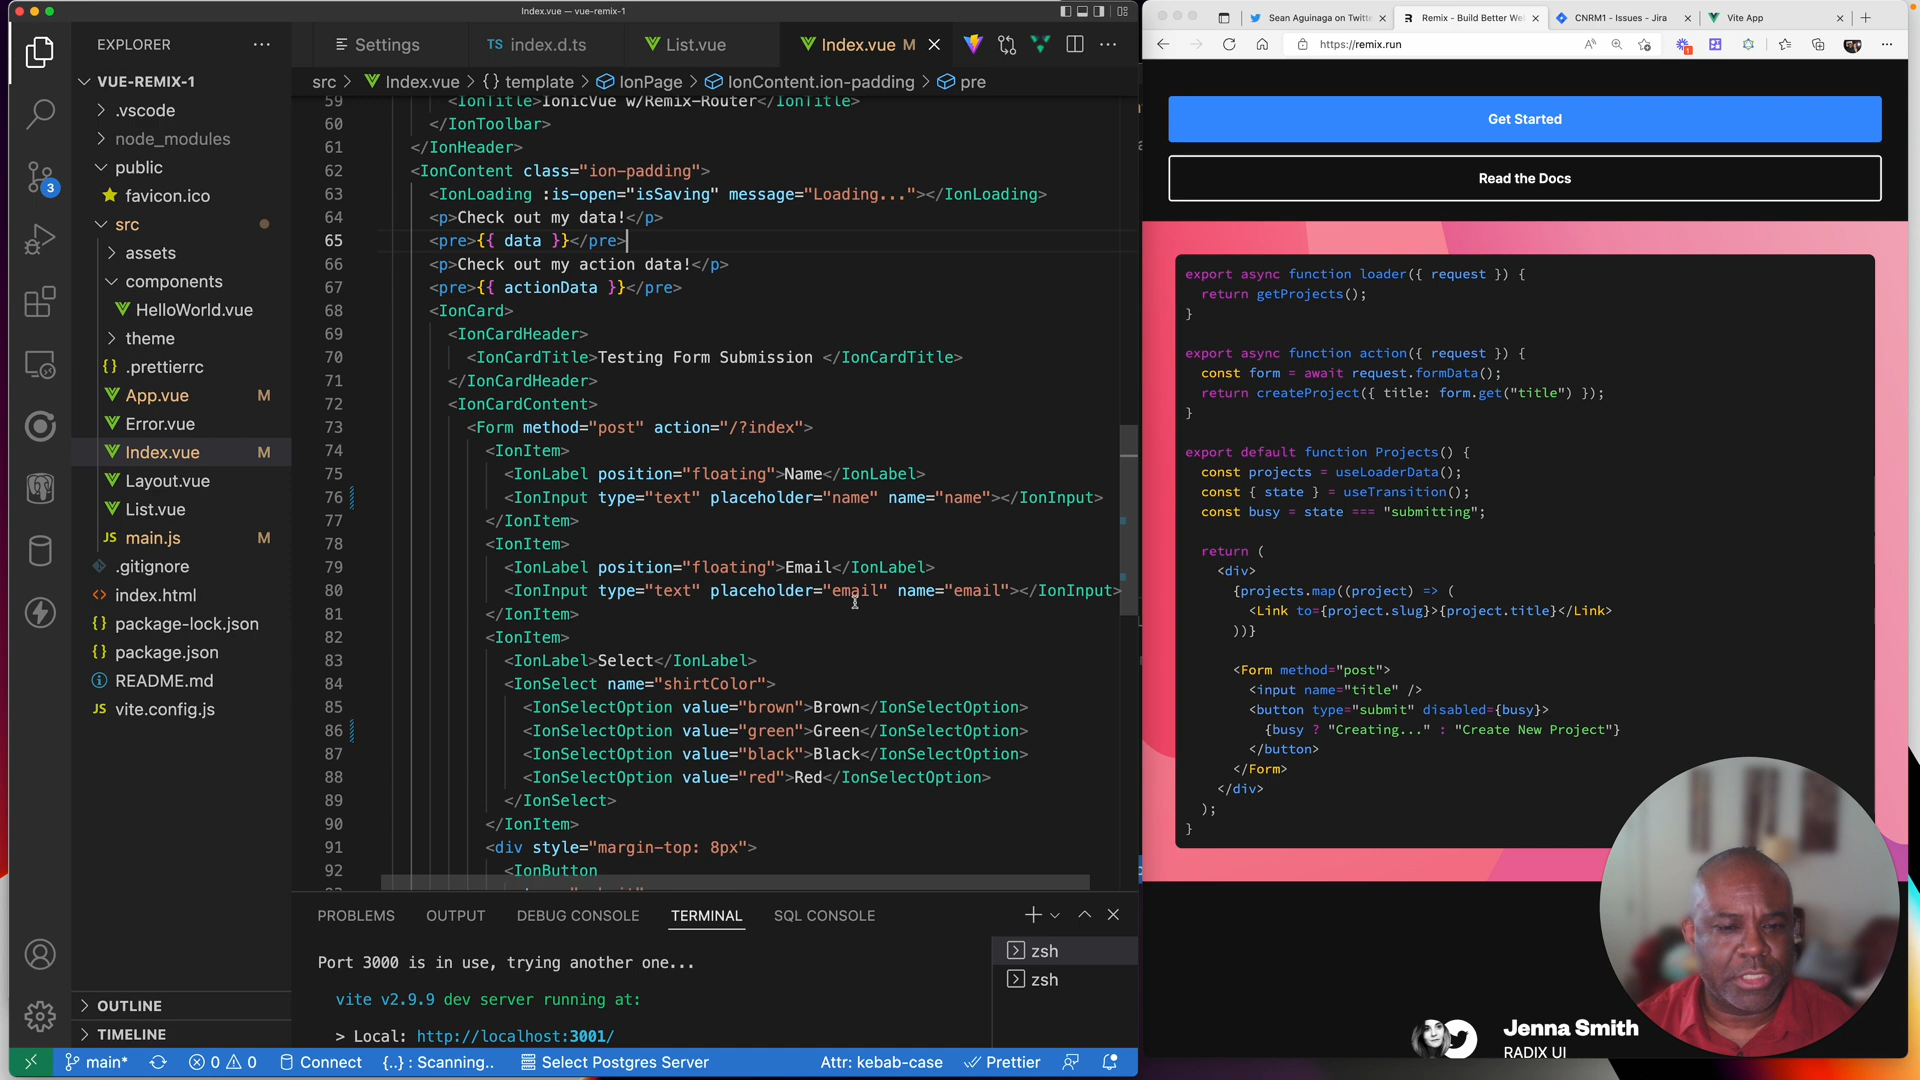 Index.vue — vue-remix-1
EXPLORER
VUE-REMIX-1
.vscode
node_modules
public
favicon.ico
src
assets
components
HelloWorld.vue
theme
.prettierrc
App.vue M
Error.vue
Index.vue M
Layout.vue
List.vue
JS main.js M
.gitignore
index.html
package-lock.json
package.json
README.md
JS vite.config.js
OUTLINE
TIMELINE
3
Settings
TS index.d.ts
List.vue
Index.vue M
src > Index.vue > {} template > IonPage > IonContent.ion-padding > pre
59 <IonTitle>IonicVue w/Remix-Router</IonTitle>
60 </IonToolbar>
61 </IonHeader>
62 <IonContent class="ion-padding">
63 <IonLoading :is-open="isSaving" message="Loading..."></IonLoading>
64 <p>Check out my data!</p>
65 <pre>{{ data }}</pre>
66 <p>Check out my action data!</p>
67 <pre>{{ actionData }}</pre>
68 <IonCard>
69 <IonCardHeader>
70 <IonCardTitle>Testing Form Submission </IonCardTitle>
71 </IonCardHeader>
72 <IonCardContent>
73 <Form method="post" action="/?index">
74 <IonItem>
75 <IonLabel position="floating">Name</IonLabel>
76 <IonInput type="text" placeholder="name" name="name"></IonInput>
77 </IonItem>
78 <IonItem>
79 <IonLabel position="floating">Email</IonLabel>
80 <IonInput type="text" placeholder="email" name="email"></IonInput>
81 </IonItem>
82 <IonItem>
83 <IonLabel>Select</IonLabel>
84 <IonSelect name="shirtColor">
85 <IonSelectOption value="brown">Brown</IonSelectOption>
86 <IonSelectOption value="green">Green</IonSelectOption>
87 <IonSelectOption value="black">Black</IonSelectOption>
88 <IonSelectOption value="red">Red</IonSelectOption>
89 </IonSelect>
90 </IonItem>
91 <div style="margin-top: 8px">
92 <IonButton
PROBLEMS OUTPUT DEBUG CONSOLE TERMINAL SQL CONSOLE
Port 3000 is in use, trying another one...
vite v2.9.9 dev server running at:
> Local: http://localhost:3001/
zsh
zsh
main* 0 0 Connect {..} : Scanning.. Select Postgres Server Attr: kebab-case Prettier
Sean Aguinaga on Twitt
Remix - Build Better We
CNRM1 - Issues - Jira
Vite App
https://remix.run
Get Started
Read the Docs
export async function loader({ request }) {
return getProjects();
}
export async function action({ request }) {
const form = await request.formData();
return createProject({ title: form.get("title") });
}
export default function Projects() {
const projects = useLoaderData();
const { state } = useTransition();
const busy = state === "submitting";
return (
<div>
{projects.map((project) => (
<Link to={project.slug}>{project.title}</Link>
))}
<Form method="post">
<input name="title" />
<button type="submit" disabled={busy}>
{busy ? "Creating..." : "Create New Project"}
</button>
</Form>
</div>
);
}
Jenna Smith
RADIX UI